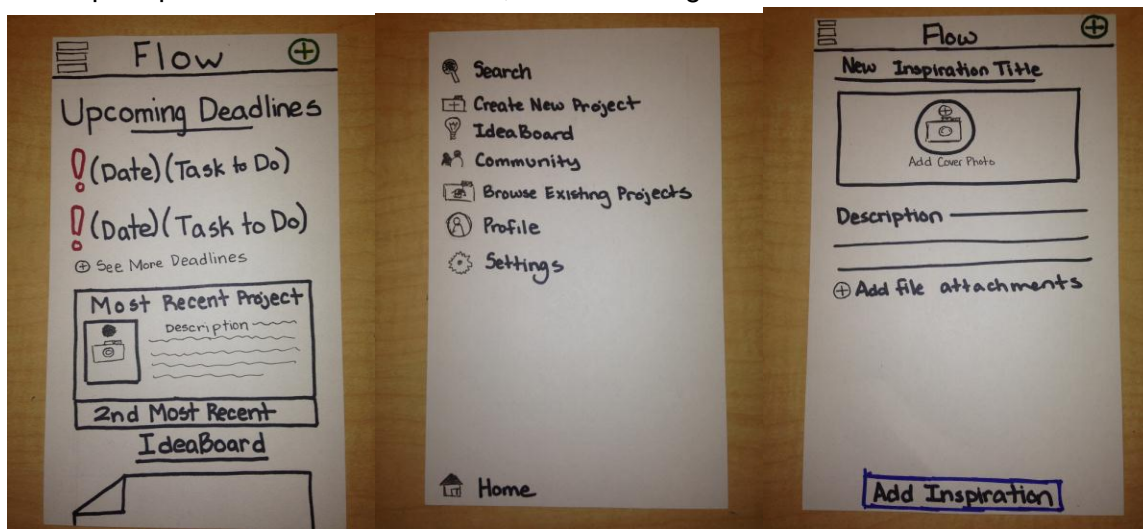 Flow
Upcoming Deadlines
! (Date) (Task to Do)
! (Date) (Task to Do)
See More Deadlines
Most Recent Project
Description
2nd Most Recent
IdeaBoard
Search
Create New Project
IdeaBoard
Community
Browse Existing Projects
Profile
Settings
Home
Flow
New Inspiration Title
Add Cover Photo
Description
Add file attachments
Add Inspiration